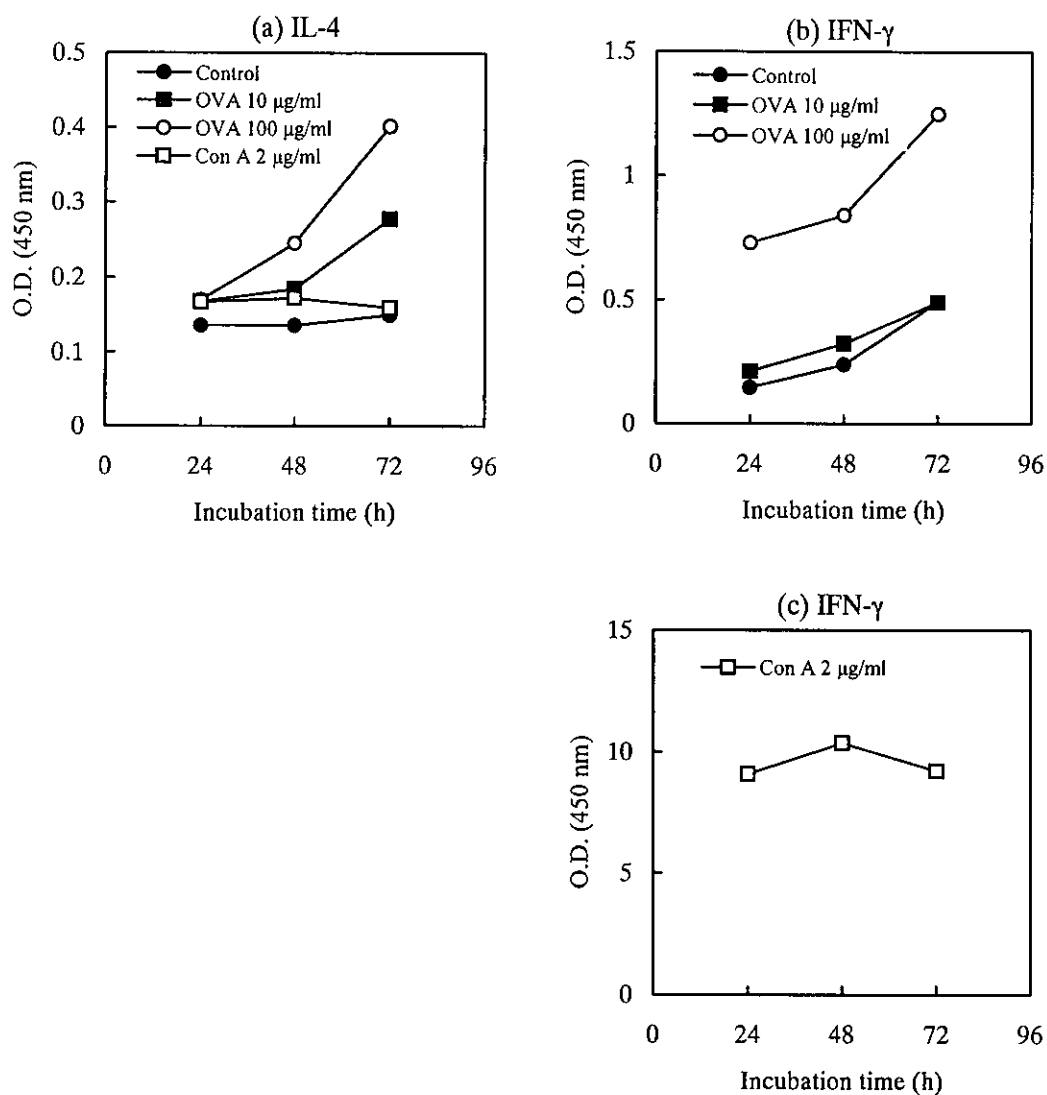 (a) IL-4
0.5
0.4
0.3
0.2
0.1
0
O.D. (450 nm)
Control
OVA 10 μg/ml
OVA 100 μg/ml
Con A 2 μg/ml
0 24 48 72 96
Incubation time (h)
(b) IFN-γ
1.5
1
0.5
0
O.D. (450 nm)
Control
OVA 10 μg/ml
OVA 100 μg/ml
0 24 48 72 96
Incubation time (h)
(c) IFN-γ
15
10
5
0
O.D. (450 nm)
Con A 2 μg/ml
0 24 48 72 96
Incubation time (h)